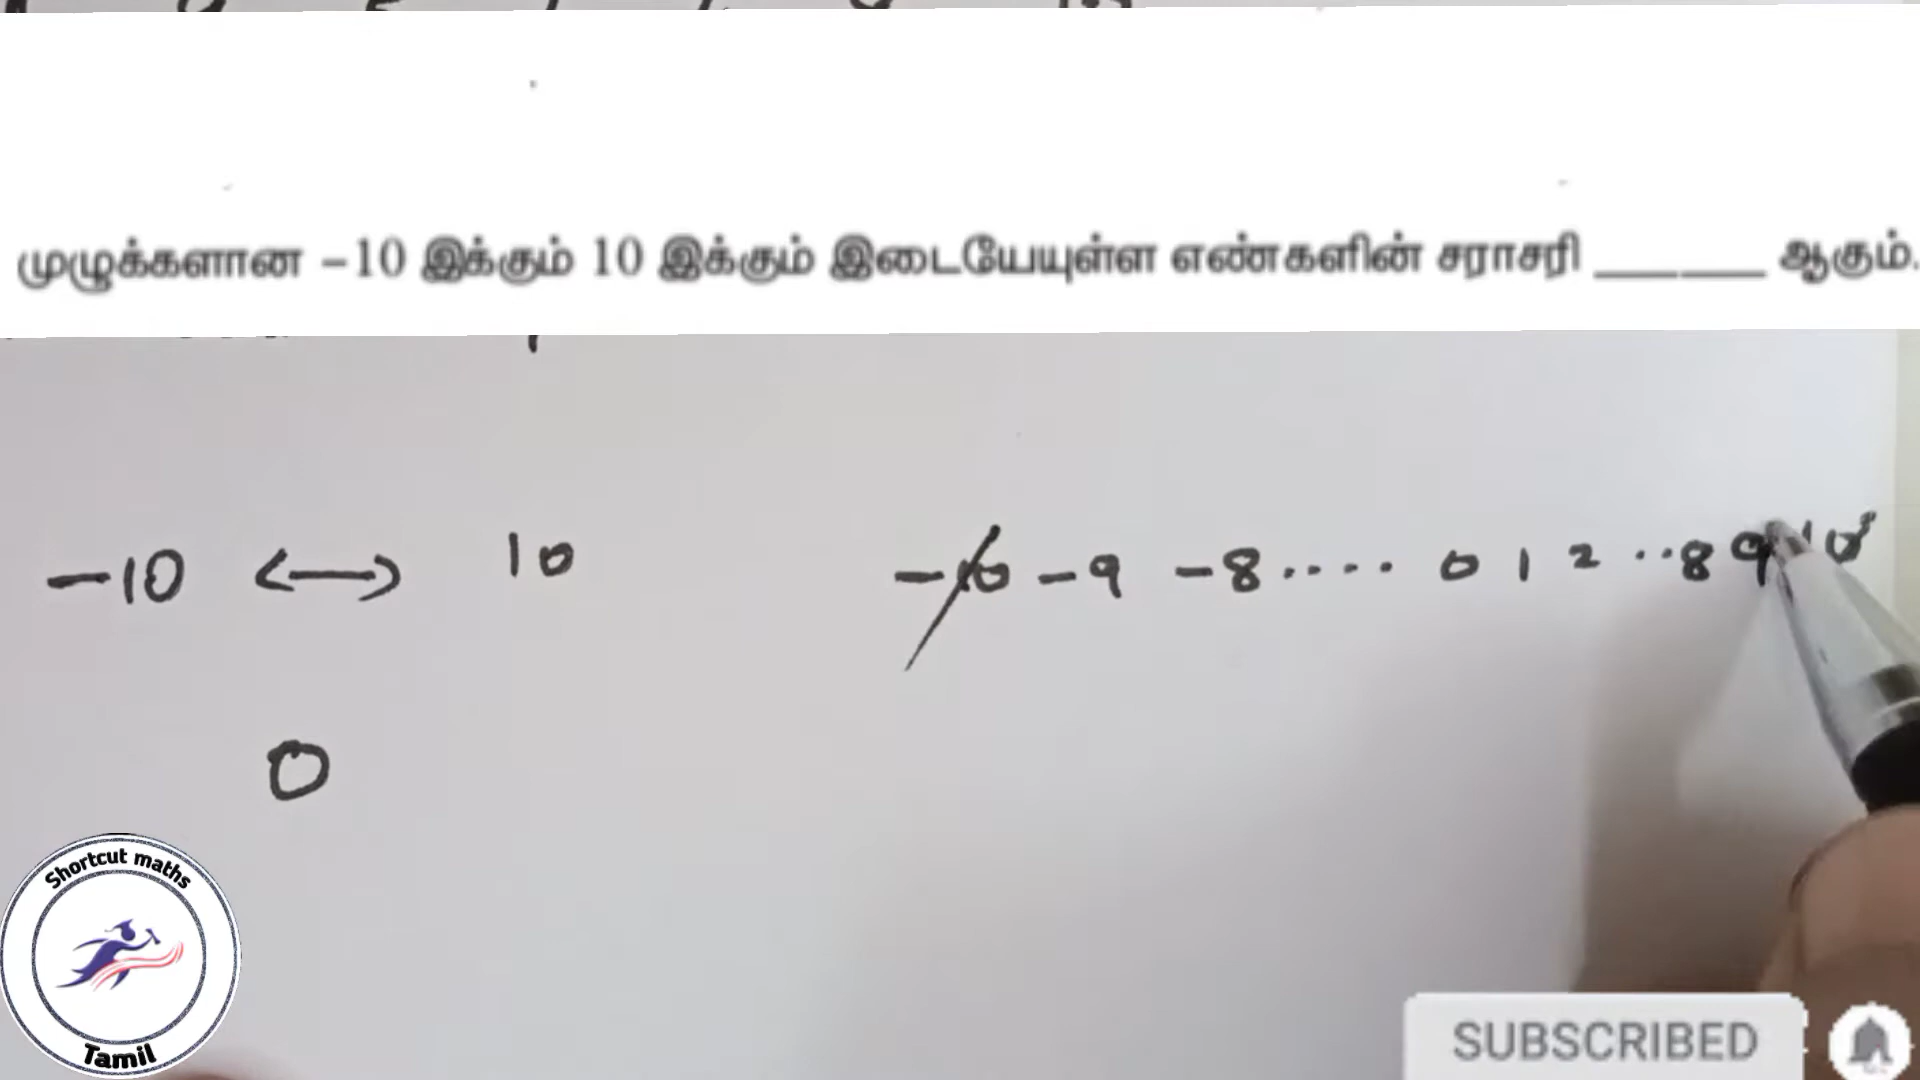 முழுக்களான –10 இக்கும் 10 இக்கும் இடையேயுள்ள எண்களின் சராசரி ______ ஆகும்.
-10 <-> 10
-10 -9 -8 .... 0 1 2 ..8 9 10
0
Shortcut maths
Tamil
SUBSCRIBED